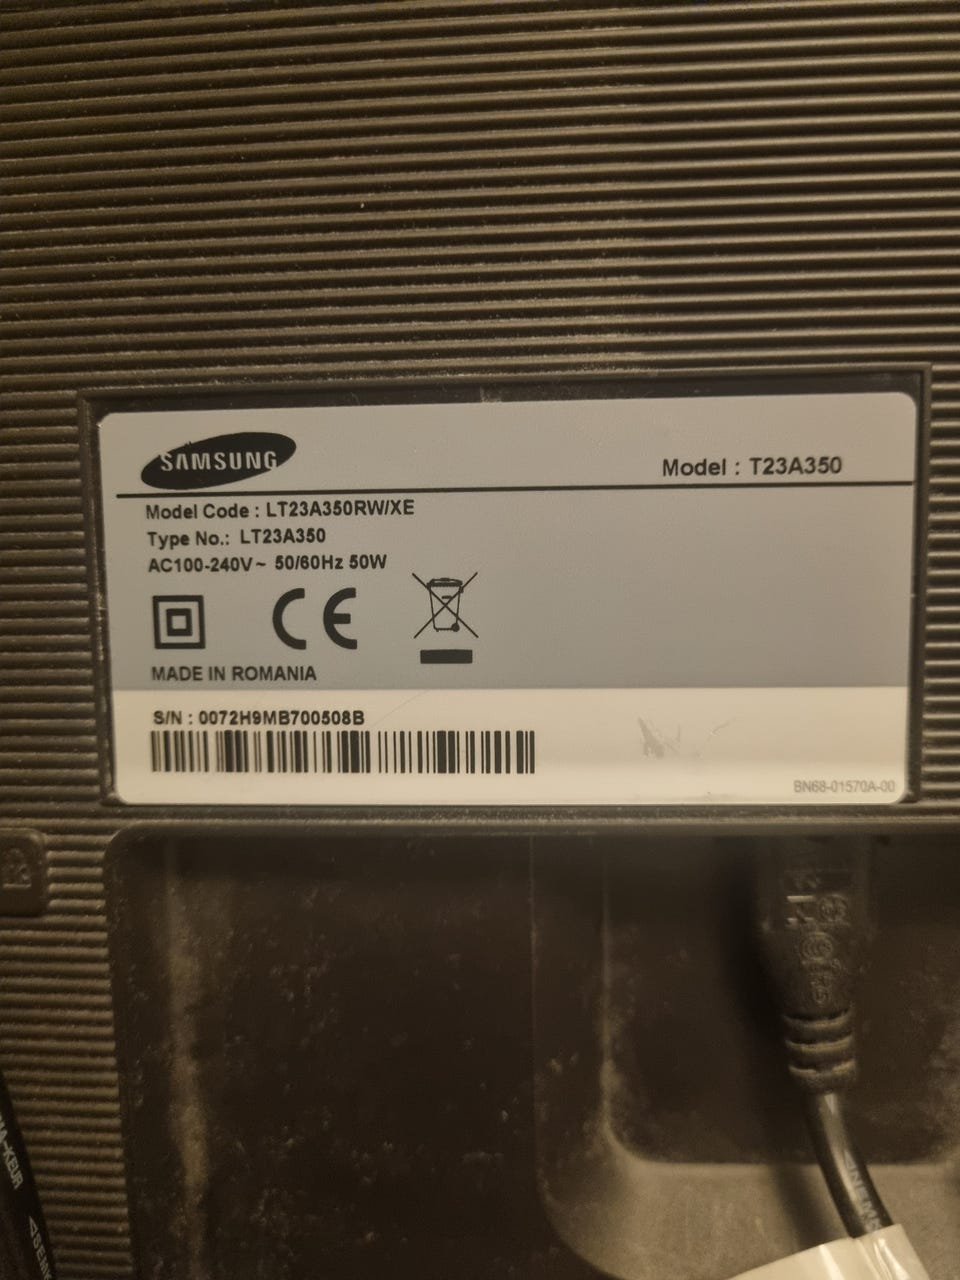 SAMSUNG
Model : T23A350
Model Code : LT23A350RW/XE
Type No.: LT23A350
AC100-240V~ 50/60Hz 50W
CE
MADE IN ROMANIA
S/N : 0072H9MB700508B
BN68-01570A-00